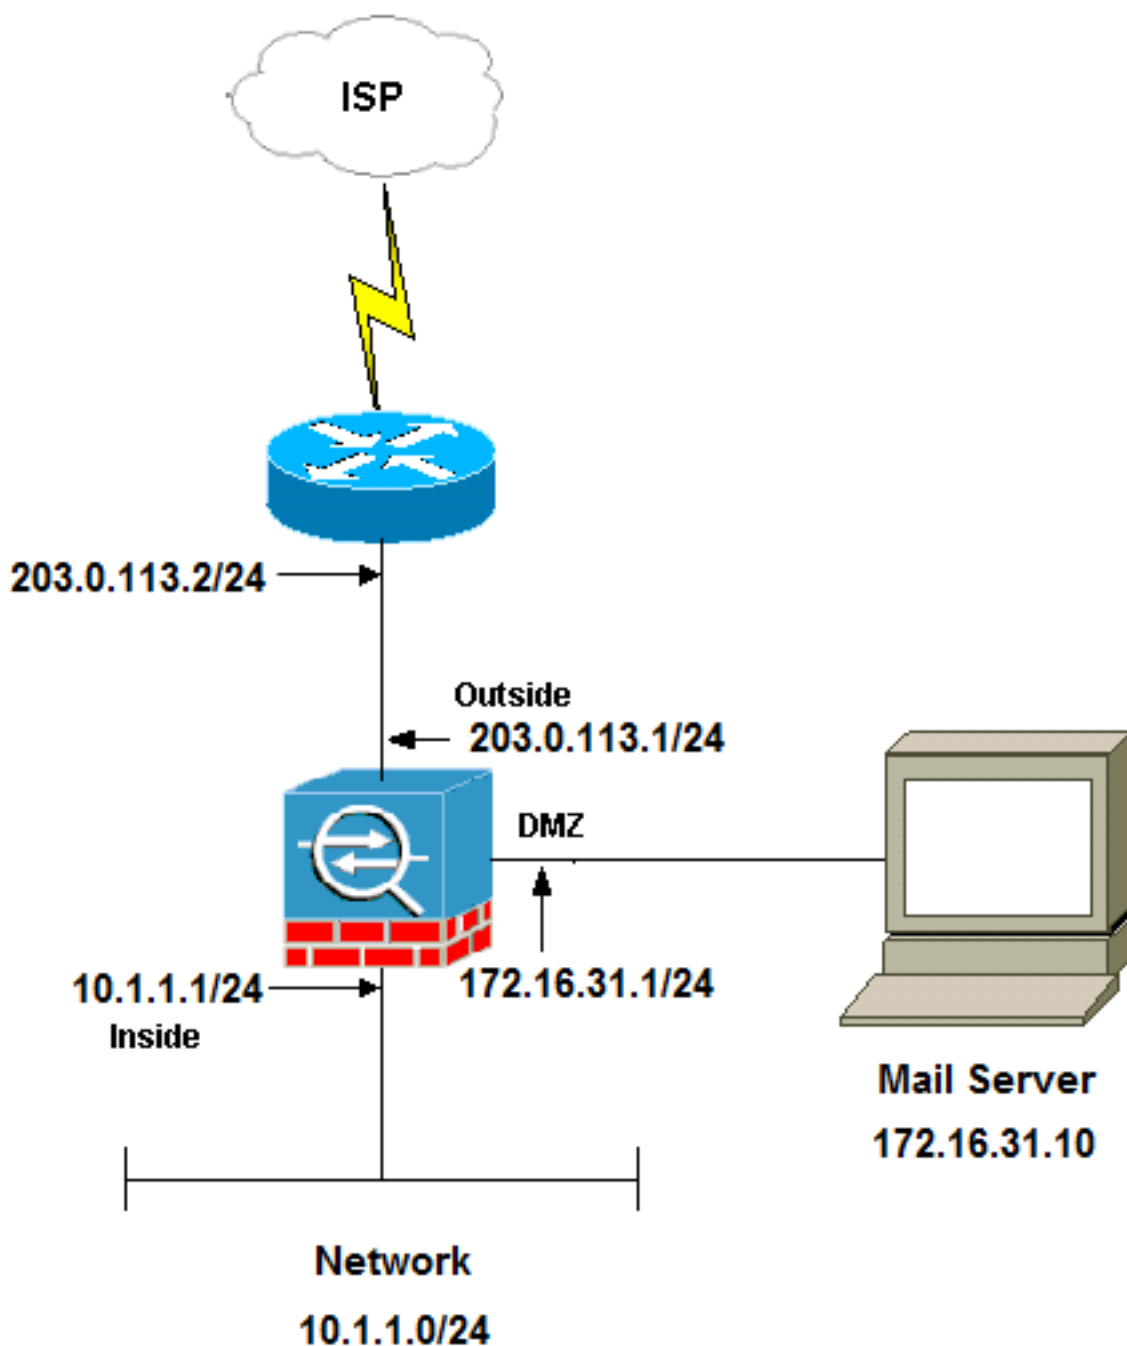 ISP
203.0.113.2/24
Outside
203.0.113.1/24
DMZ
172.16.31.1/24
10.1.1.1/24
Inside
Mail Server
172.16.31.10
Network
10.1.1.0/24